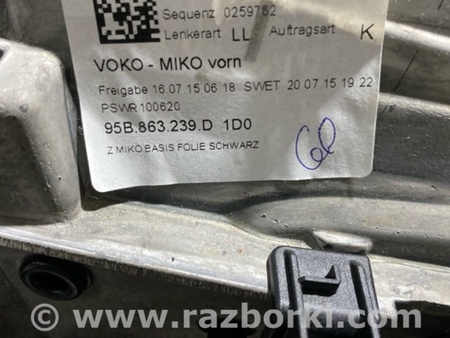 Sequenz 0259762
Lenkerart LL Auftragsart K
VOKO - MIKO vorn
Freigabe 16.07.15 06:18 SWET 20.07.15 19.22
PSWR 100620
95B.863.239.D 1D0
Z MIKO BASIS FOLIE SCHWARZ
www.razborki.com